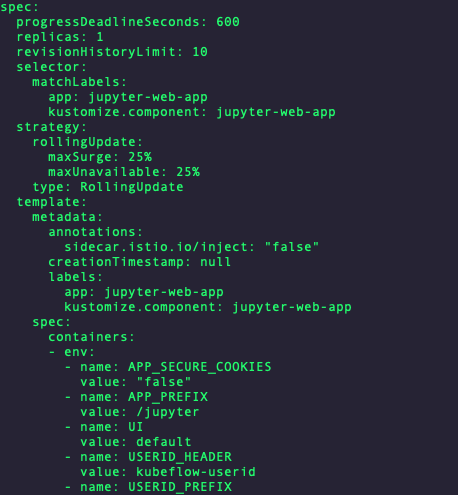 spec:
  progressDeadlineSeconds: 600
  replicas: 1
  revisionHistoryLimit: 10
  selector:
    matchLabels:
      app: jupyter-web-app
      kustomize.component: jupyter-web-app
  strategy:
    rollingUpdate:
      maxSurge: 25%
      maxUnavailable: 25%
    type: RollingUpdate
  template:
    metadata:
      annotations:
        sidecar.istio.io/inject: "false"
      creationTimestamp: null
      labels:
        app: jupyter-web-app
        kustomize.component: jupyter-web-app
    spec:
      containers:
      - env:
        - name: APP_SECURE_COOKIES
          value: "false"
        - name: APP_PREFIX
          value: /jupyter
        - name: UI
          value: default
        - name: USERID_HEADER
          value: kubeflow-userid
        - name: USERID_PREFIX